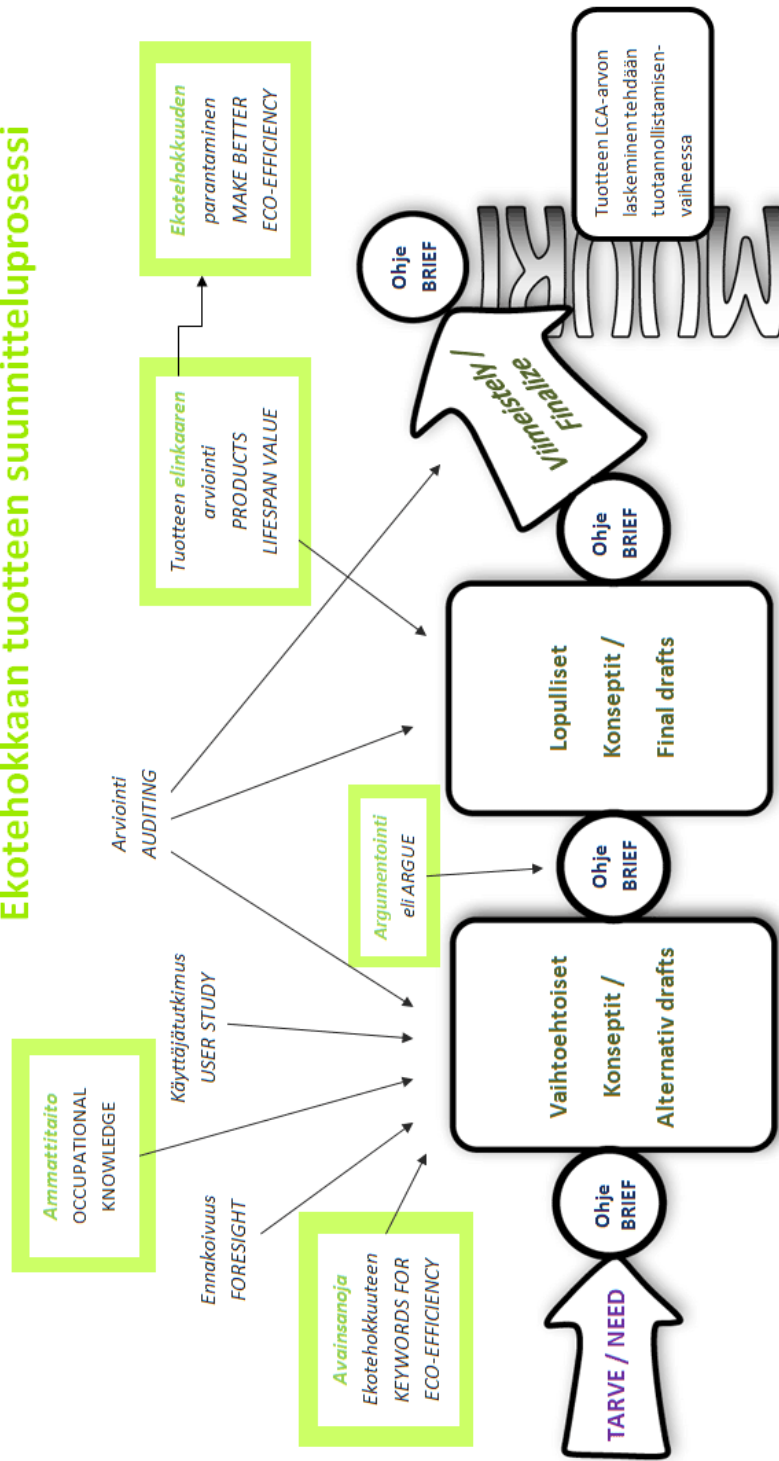 Ekotehokkaan tuotteen suunnitteluprosessi
Ammattitaito
OCCUPATIONAL
KNOWLEDGE
Ennakoivuus
FORESIGHT
Käyttäjätutkimus
USER STUDY
Arviointi
AUDITING
Tuotteen elinkaaren
arviointi
PRODUCTS
LIFESPAN VALUE
Ekotehokkuuden
parantaminen
MAKE BETTER
ECO-EFFICIENCY
Avainsanoja
Ekotehokkuuteen
KEYWORDS FOR
ECO-EFFICIENCY
Argumentointi
eli ARGUE
TARVE / NEED
Ohje
BRIEF
Vaihtoehtoiset
Konseptit /
Alternativ drafts
Ohje
BRIEF
Lopulliset
Konseptit /
Final drafts
Ohje
BRIEF
Viimeistely /
Finalize
Ohje
BRIEF
MUURI
Tuotteen LCA-arvon
laskeminen tehdään
tuotannollistamisen-
vaiheessa